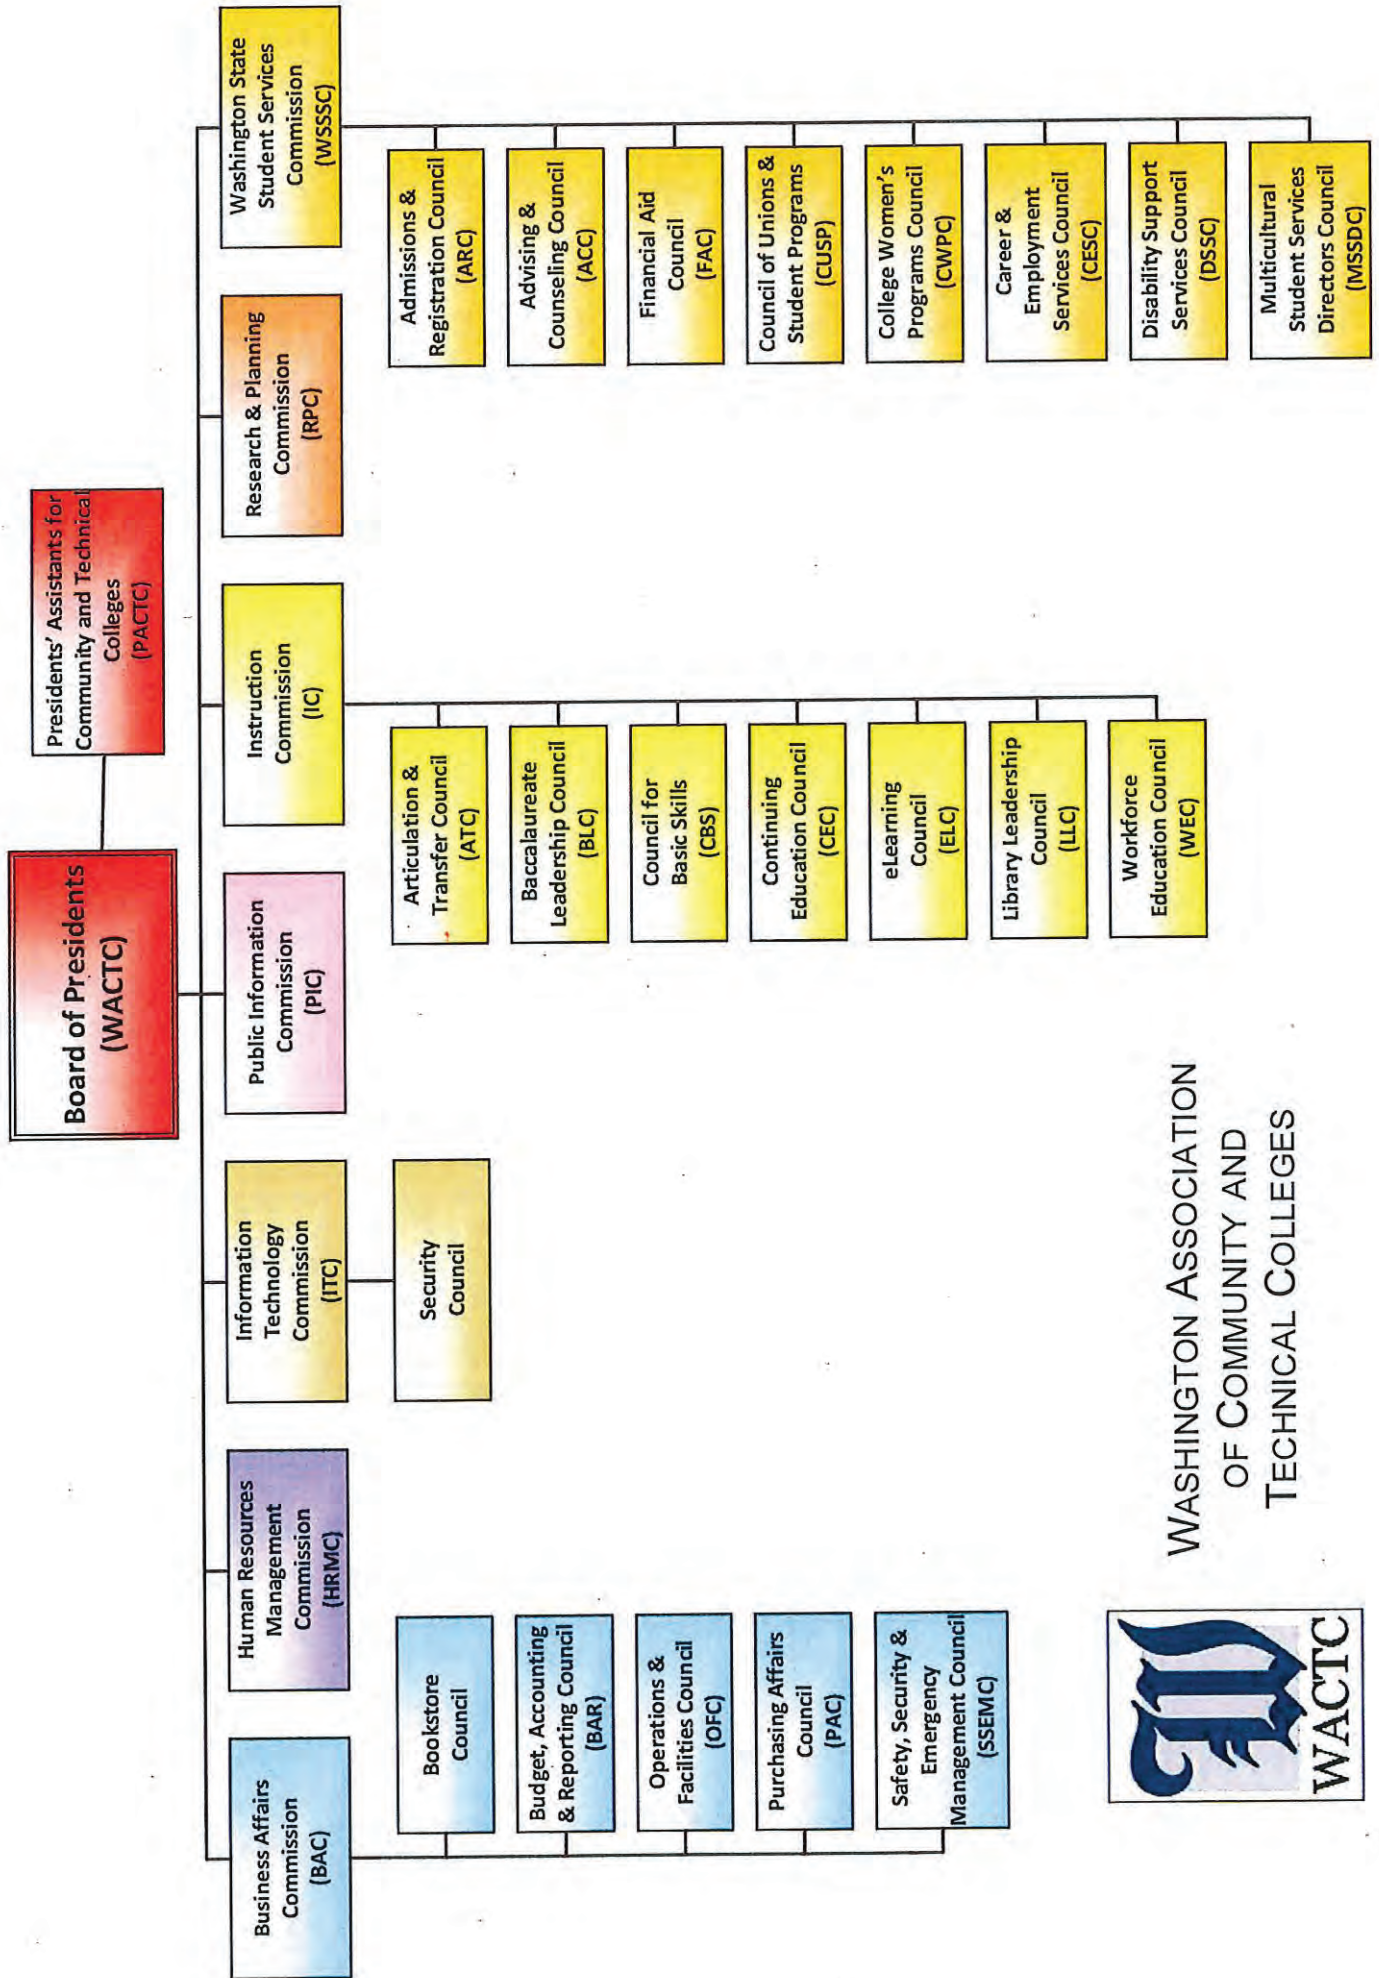 Board of Presidents
(WACTC)
Presidents' Assistants for
Community and Technical
Colleges
(PACTC)
Business Affairs
Commission
(BAC)
Human Resources
Management
Commission
(HRMC)
Information
Technology
Commission
(ITC)
Public Information
Commission
(PIC)
Instruction
Commission
(IC)
Research & Planning
Commission
(RPC)
Washington State
Student Services
Commission
(WSSSC)
Bookstore
Council
Budget, Accounting
& Reporting Council
(BAR)
Operations &
Facilities Council
(OFC)
Purchasing Affairs
Council
(PAC)
Safety, Security &
Emergency
Management Council
(SSEMC)
Security
Council
Articulation &
Transfer Council
(ATC)
Baccalaureate
Leadership Council
(BLC)
Council for
Basic Skills
(CBS)
Continuing
Education Council
(CEC)
eLearning
Council
(ELC)
Library Leadership
Council
(LLC)
Workforce
Education Council
(WEC)
Admissions &
Registration Council
(ARC)
Advising &
Counseling Council
(ACC)
Financial Aid
Council
(FAC)
Council of Unions &
Student Programs
(CUSP)
College Women's
Programs Council
(CWPC)
Career &
Employment
Services Council
(CESC)
Disability Support
Services Council
(DSSC)
Multicultural
Student Services
Directors Council
(MSSDC)
W
WACTC
WASHINGTON ASSOCIATION
OF COMMUNITY AND
TECHNICAL COLLEGES